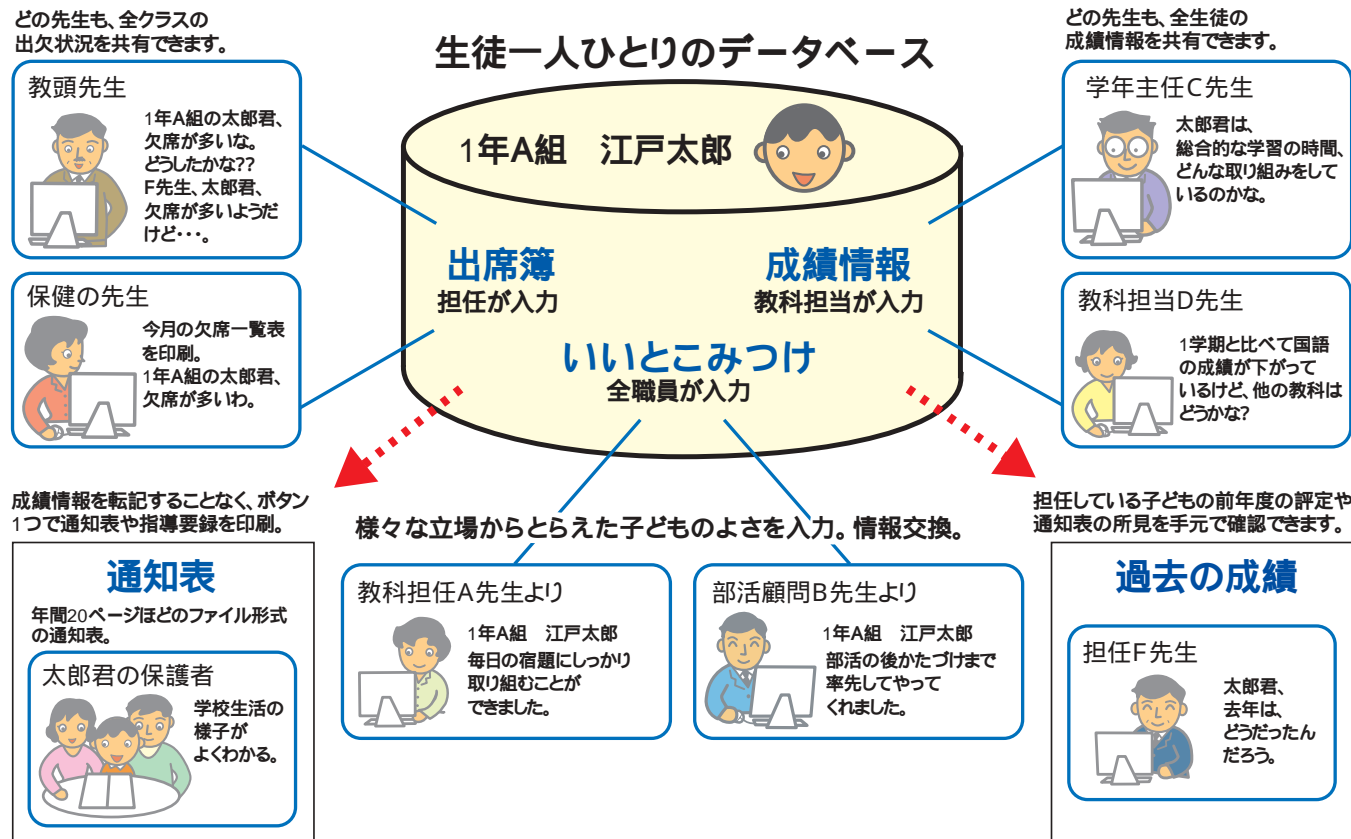 どの先生も、全クラスの
出欠状況を共有できます。
教頭先生
1年A組の太郎君、
欠席が多いな。
どうしたかな??
F先生、太郎君、
欠席が多いようだ
けど・・・。
保健の先生
今月の欠席一覧表
を印刷。
1年A組の太郎君、
欠席が多いわ。
生徒一人ひとりのデータベース
1年A組　江戸太郎
出席簿
担任が入力
成績情報
教科担当が入力
いいとこみつけ
全職員が入力
どの先生も、全生徒の
成績情報を共有できます。
学年主任C先生
太郎君は、
総合的な学習の時間、
どんな取り組みをして
いるのかな。
教科担当D先生
1学期と比べて国語
の成績が下がって
いるけど、他の教科は
どうかな?
成績情報を転記することなく、ボタン
1つで通知表や指導要録を印刷。
通知表
年間20ページほどのファイル形式
の通知表。
太郎君の保護者
学校生活の
様子が
よくわかる。
様々な立場からとらえた子どものよさを入力。情報交換。
教科担任A先生より
1年A組　江戸太郎
毎日の宿題にしっかり
取り組むことが
できました。
部活顧問B先生より
1年A組　江戸太郎
部活の後かたづけまで
率先してやって
くれました。
担任している子どもの前年度の評定や
通知表の所見を手元で確認できます。
過去の成績
担任F先生
太郎君、
去年は、
どうだったん
だろう。